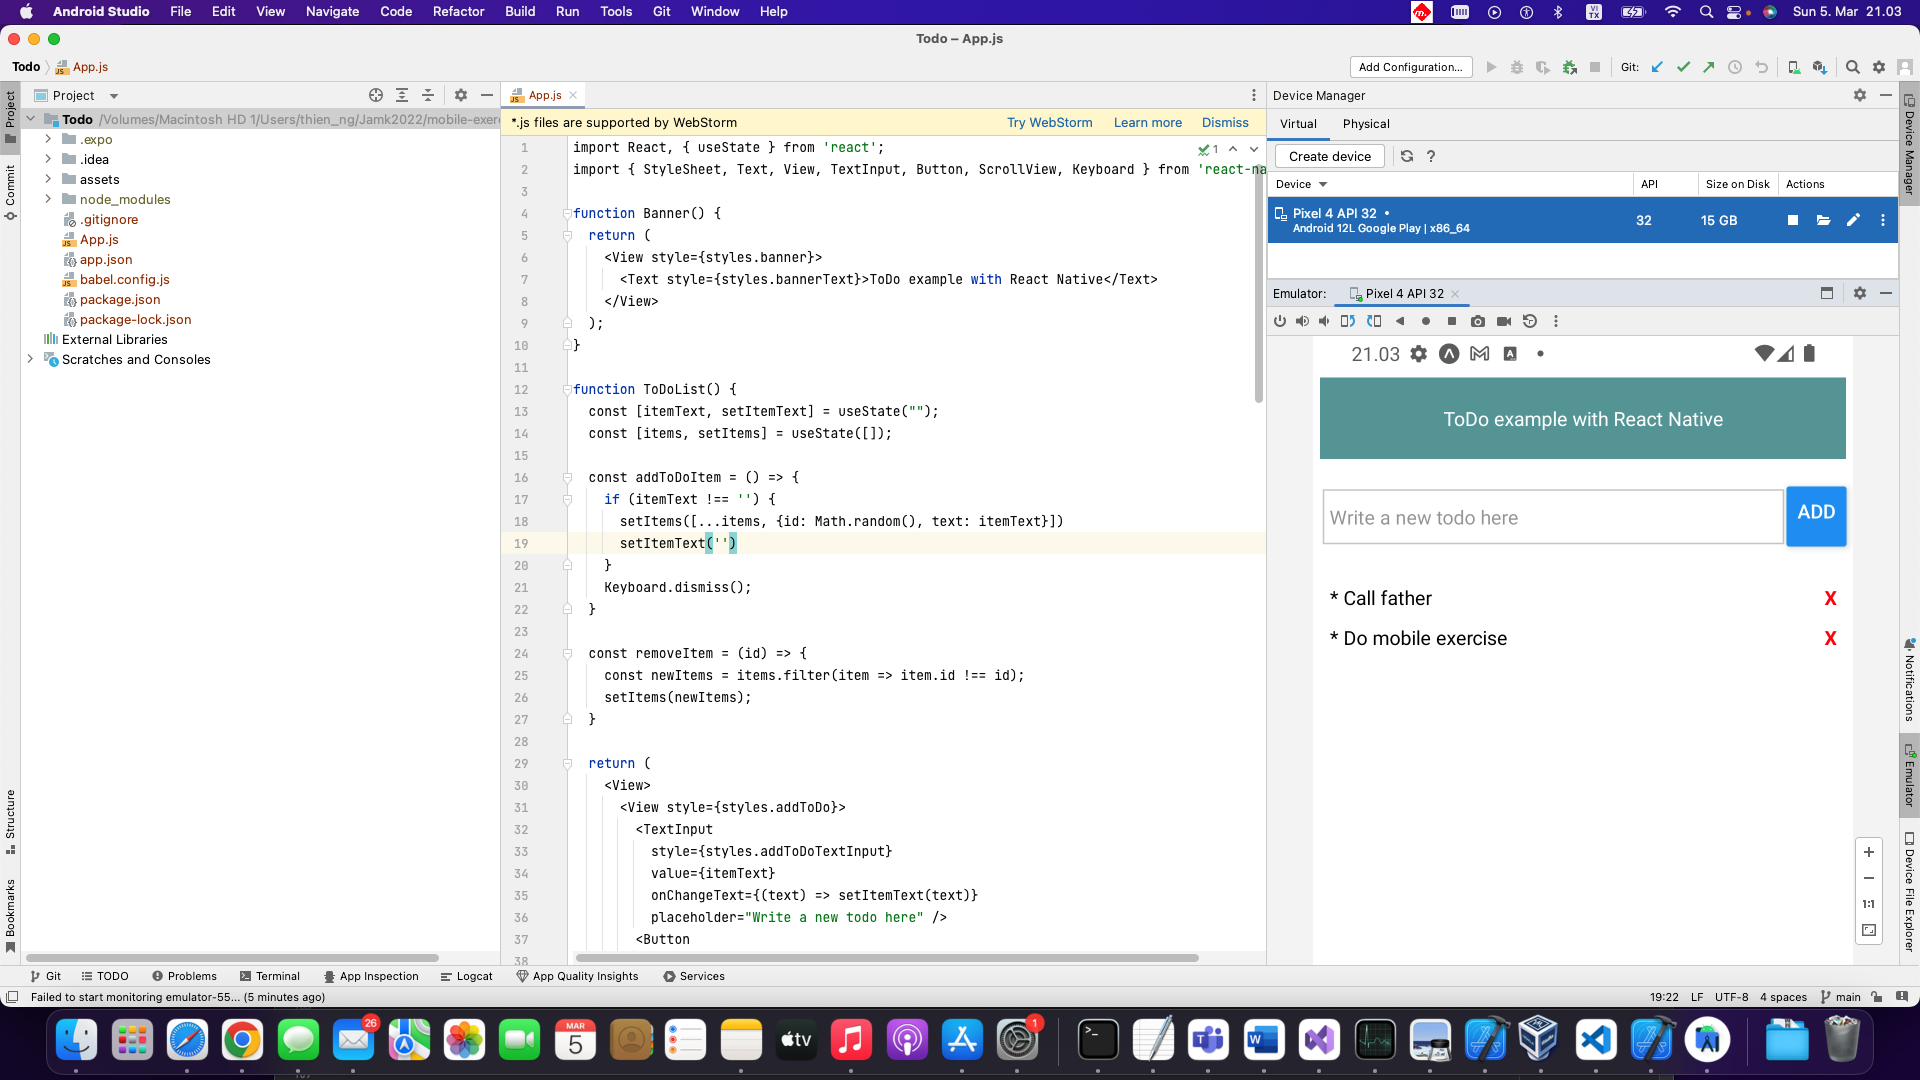 Android Studio File Edit View Navigate Code Refactor Build Run Tools Git Window Help
VI
TX
Sun 5. Mar 21.03
Todo – App.js
Todo App.js
Add Configuration...
Git:
Project
App.js
Device Manager
Todo /Volumes/Macintosh HD 1/Users/thien_ng/Jamk2022/mobile-exer
.expo
.idea
assets
node_modules
.gitignore
App.js
app.json
babel.config.js
package.json
package-lock.json
External Libraries
Scratches and Consoles
Project
Commit
Structure
Bookmarks
*.js files are supported by WebStorm
Try WebStorm Learn more Dismiss
1
1 import React, { useState } from 'react';
2 import { StyleSheet, Text, View, TextInput, Button, ScrollView, Keyboard } from 'react-na
3
4 function Banner() {
5 return (
6 <View style={styles.banner}>
7 <Text style={styles.bannerText}>ToDo example with React Native</Text>
8 </View>
9 );
10 }
11
12 function ToDoList() {
13 const [itemText, setItemText] = useState("");
14 const [items, setItems] = useState([]);
15
16 const addToDoItem = () => {
17 if (itemText !== '') {
18 setItems([...items, {id: Math.random(), text: itemText}])
19 setItemText('')
20 }
21 Keyboard.dismiss();
22 }
23
24 const removeItem = (id) => {
25 const newItems = items.filter(item => item.id !== id);
26 setItems(newItems);
27 }
28
29 return (
30 <View>
31 <View style={styles.addToDo}>
32 <TextInput
33 style={styles.addToDoTextInput}
34 value={itemText}
35 onChangeText={(text) => setItemText(text)}
36 placeholder="Write a new todo here" />
37 <Button
38
Virtual Physical
Create device
?
Device API Size on Disk Actions
Pixel 4 API 32 •
Android 12L Google Play | x86_64
32 15 GB
Emulator: Pixel 4 API 32
21.03
ToDo example with React Native
Write a new todo here
ADD
* Call father X
* Do mobile exercise X
1:1
Device Manager
Notifications
Emulator
Device File Explorer
Git TODO Problems Terminal App Inspection Logcat App Quality Insights Services
Failed to start monitoring emulator-55... (5 minutes ago)
19:22 LF UTF-8 4 spaces main
26
MAR
5
tv
1